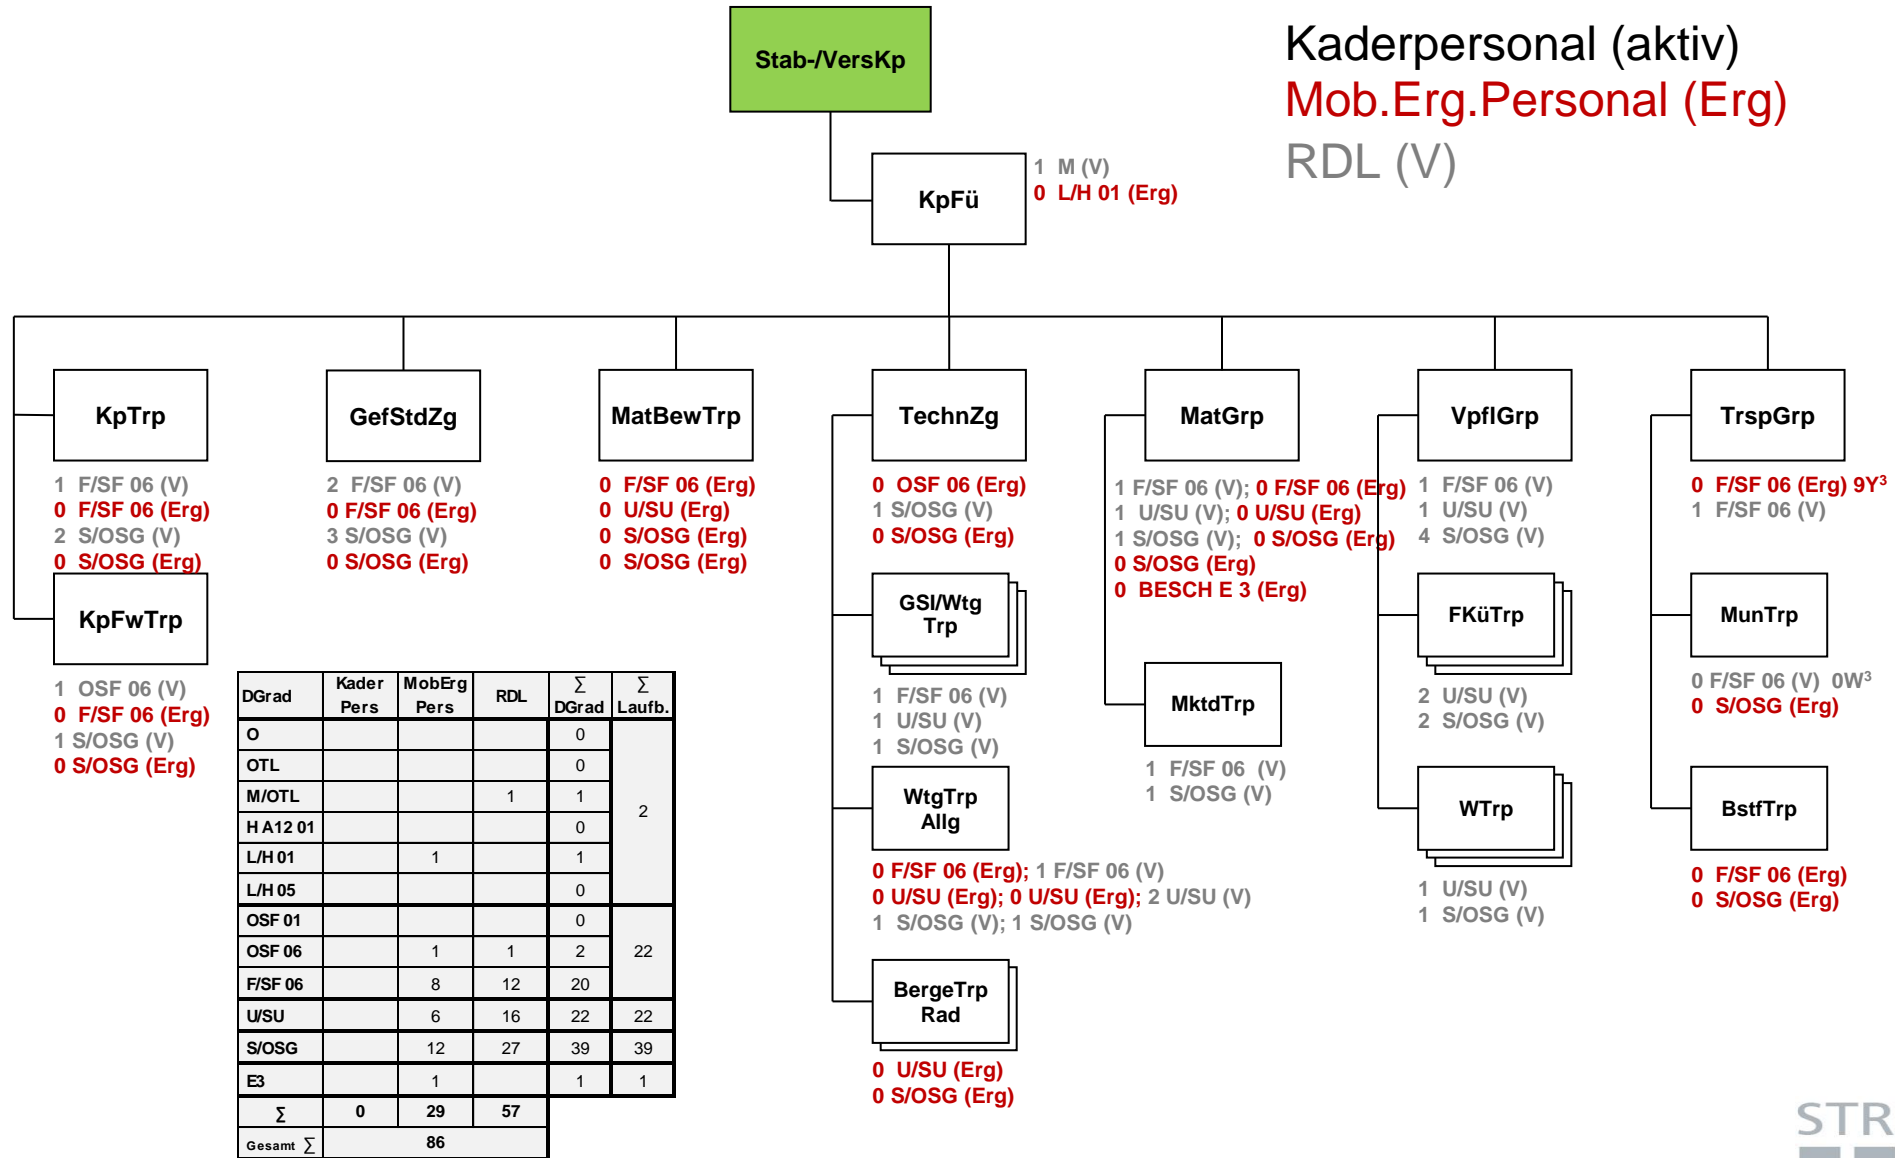 Stab-/VersKp
Kaderpersonal (aktiv)
Mob.Erg.Personal (Erg)
RDL (V)
KpFü
1 M (V)
0 L/H 01 (Erg)
KpTrp
1 F/SF 06 (V)
0 F/SF 06 (Erg)
2 S/OSG (V)
0 S/OSG (Erg)
KpFwTrp
1 OSF 06 (V)
0 F/SF 06 (Erg)
1 S/OSG (V)
0 S/OSG (Erg)
GefStdZg
2 F/SF 06 (V)
0 F/SF 06 (Erg)
3 S/OSG (V)
0 S/OSG (Erg)
MatBewTrp
0 F/SF 06 (Erg)
0 U/SU (Erg)
0 S/OSG (Erg)
0 S/OSG (Erg)
TechnZg
0 OSF 06 (Erg)
1 S/OSG (V)
0 S/OSG (Erg)
GSI/Wtg
Trp
1 F/SF 06 (V)
1 U/SU (V)
1 S/OSG (V)
WtgTrp
Allg
0 F/SF 06 (Erg); 1 F/SF 06 (V)
0 U/SU (Erg); 0 U/SU (Erg); 2 U/SU (V)
1 S/OSG (V); 1 S/OSG (V)
BergeTrp
Rad
0 U/SU (Erg)
0 S/OSG (Erg)
MatGrp
1 F/SF 06 (V); 0 F/SF 06 (Erg)
1 U/SU (V); 0 U/SU (Erg)
1 S/OSG (V); 0 S/OSG (Erg)
0 S/OSG (Erg)
0 BESCH E 3 (Erg)
MktdTrp
1 F/SF 06 (V)
1 S/OSG (V)
VpflGrp
1 F/SF 06 (V)
1 U/SU (V)
4 S/OSG (V)
FKüTrp
2 U/SU (V)
2 S/OSG (V)
WTrp
1 U/SU (V)
1 S/OSG (V)
TrspGrp
0 F/SF 06 (Erg) 9Y³
1 F/SF 06 (V)
MunTrp
0 F/SF 06 (V) 0W³
0 S/OSG (Erg)
BstfTrp
0 F/SF 06 (Erg)
0 S/OSG (Erg)
DGrad Kader Pers MobErg Pers RDL ∑ DGrad ∑ Laufb.
O 0
OTL 0
M/OTL 1 1 2
H A12 01 0
L/H 01 1 1
L/H 05 0
OSF 01 0
OSF 06 1 1 2 22
F/SF 06 8 12 20
U/SU 6 16 22 22
S/OSG 12 27 39 39
E3 1 1 1
∑ 0 29 57
Gesamt ∑ 86
STR